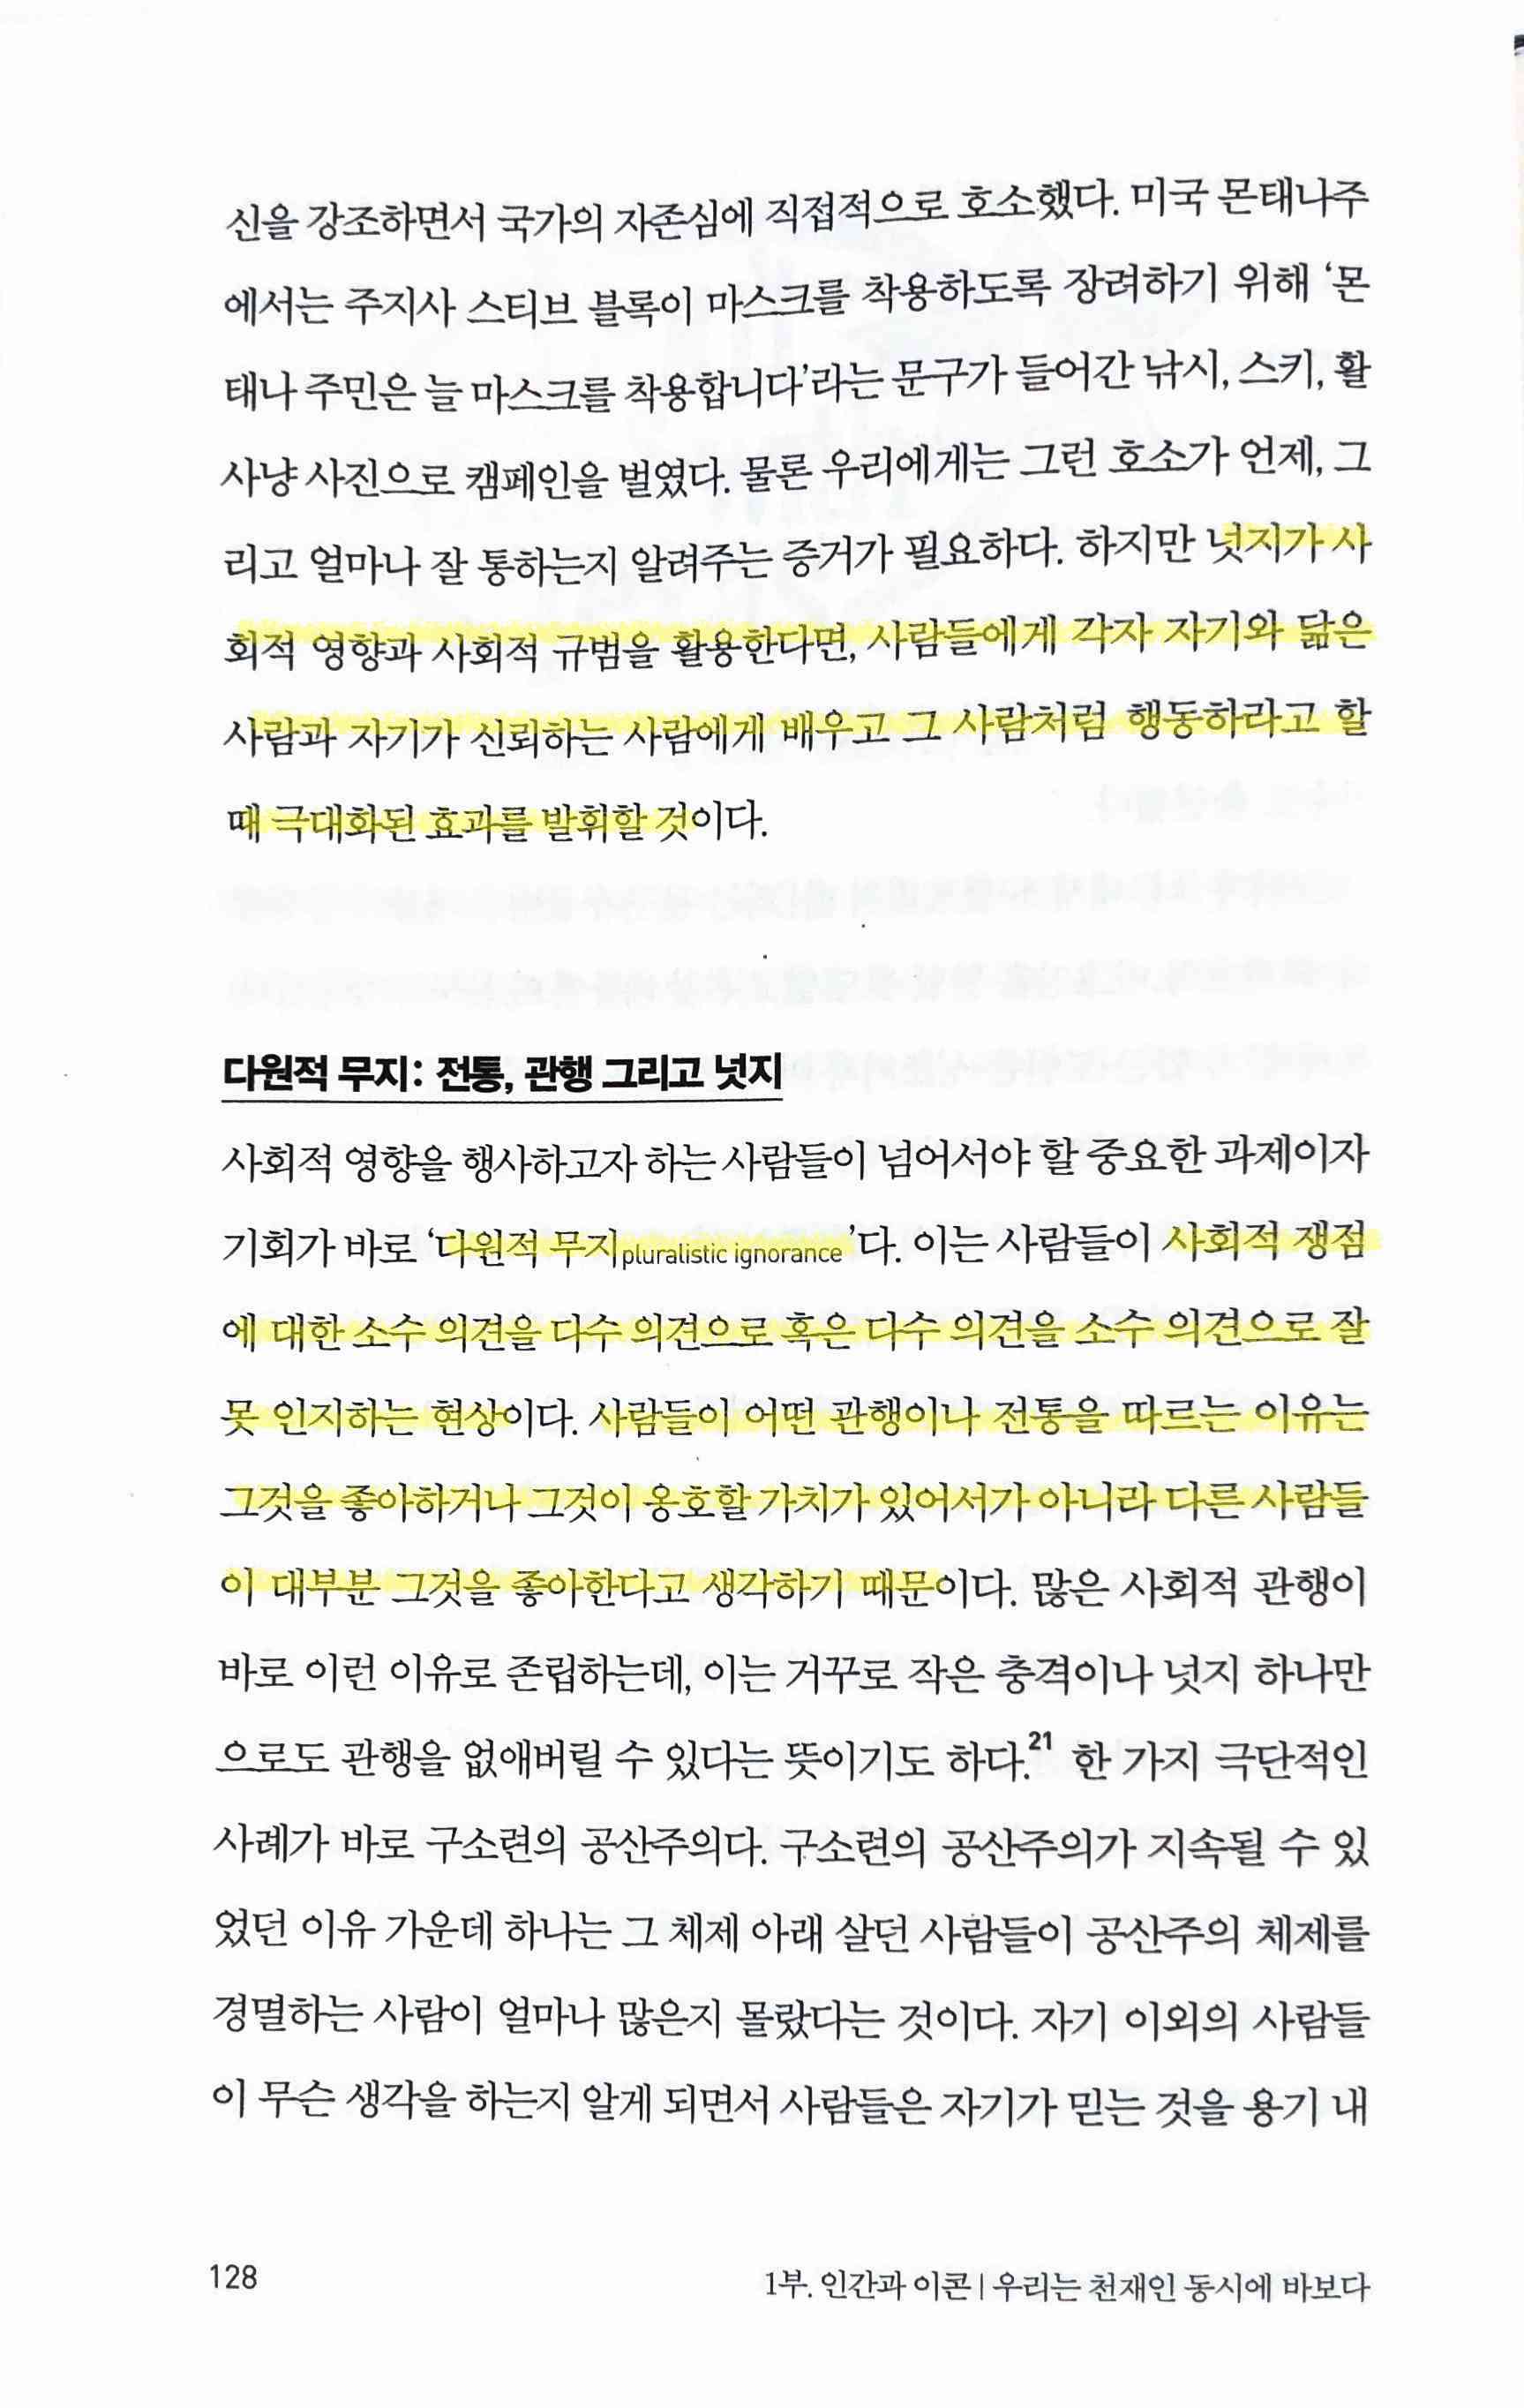 신을 강조하면서 국가의 자존심에 직접적으로 호소했다. 미국 몬태나주
에서는 주지사 스티브 블록이 마스크를 착용하도록 장려하기 위해 ‘몬
태나 주민은 늘 마스크를 착용합니다’라는 문구가 들어간 낚시, 스키, 활
사냥 사진으로 캠페인을 벌였다. 물론 우리에게는 그런 호소가 언제, 그
리고 얼마나 잘 통하는지 알려주는 증거가 필요하다. 하지만 넛지가 사
회적 영향과 사회적 규범을 활용한다면, 사람들에게 각자 자기와 닮은
사람과 자기가 신뢰하는 사람에게 배우고 그 사람처럼 행동하라고 할
때 극대화된 효과를 발휘할 것이다.
다원적 무지: 전통, 관행 그리고 넛지
사회적 영향을 행사하고자 하는 사람들이 넘어서야 할 중요한 과제이자
기회가 바로 ‘다원적 무지pluralistic ignorance’다. 이는 사람들이 사회적 쟁점
에 대한 소수 의견을 다수 의견으로 혹은 다수 의견을 소수 의견으로 잘
못 인지하는 현상이다. 사람들이 어떤 관행이나 전통을 따르는 이유는
그것을 좋아하거나 그것이 옹호할 가치가 있어서가 아니라 다른 사람들
이 대부분 그것을 좋아한다고 생각하기 때문이다. 많은 사회적 관행이
바로 이런 이유로 존립하는데, 이는 거꾸로 작은 충격이나 넛지 하나만
으로도 관행을 없애버릴 수 있다는 뜻이기도 하다.21 한 가지 극단적인
사례가 바로 구소련의 공산주의다. 구소련의 공산주의가 지속될 수 있
었던 이유 가운데 하나는 그 체제 아래 살던 사람들이 공산주의 체제를
경멸하는 사람이 얼마나 많은지 몰랐다는 것이다. 자기 이외의 사람들
이 무슨 생각을 하는지 알게 되면서 사람들은 자기가 믿는 것을 용기 내
128
1부. 인간과 이콘 | 우리는 천재인 동시에 바보다